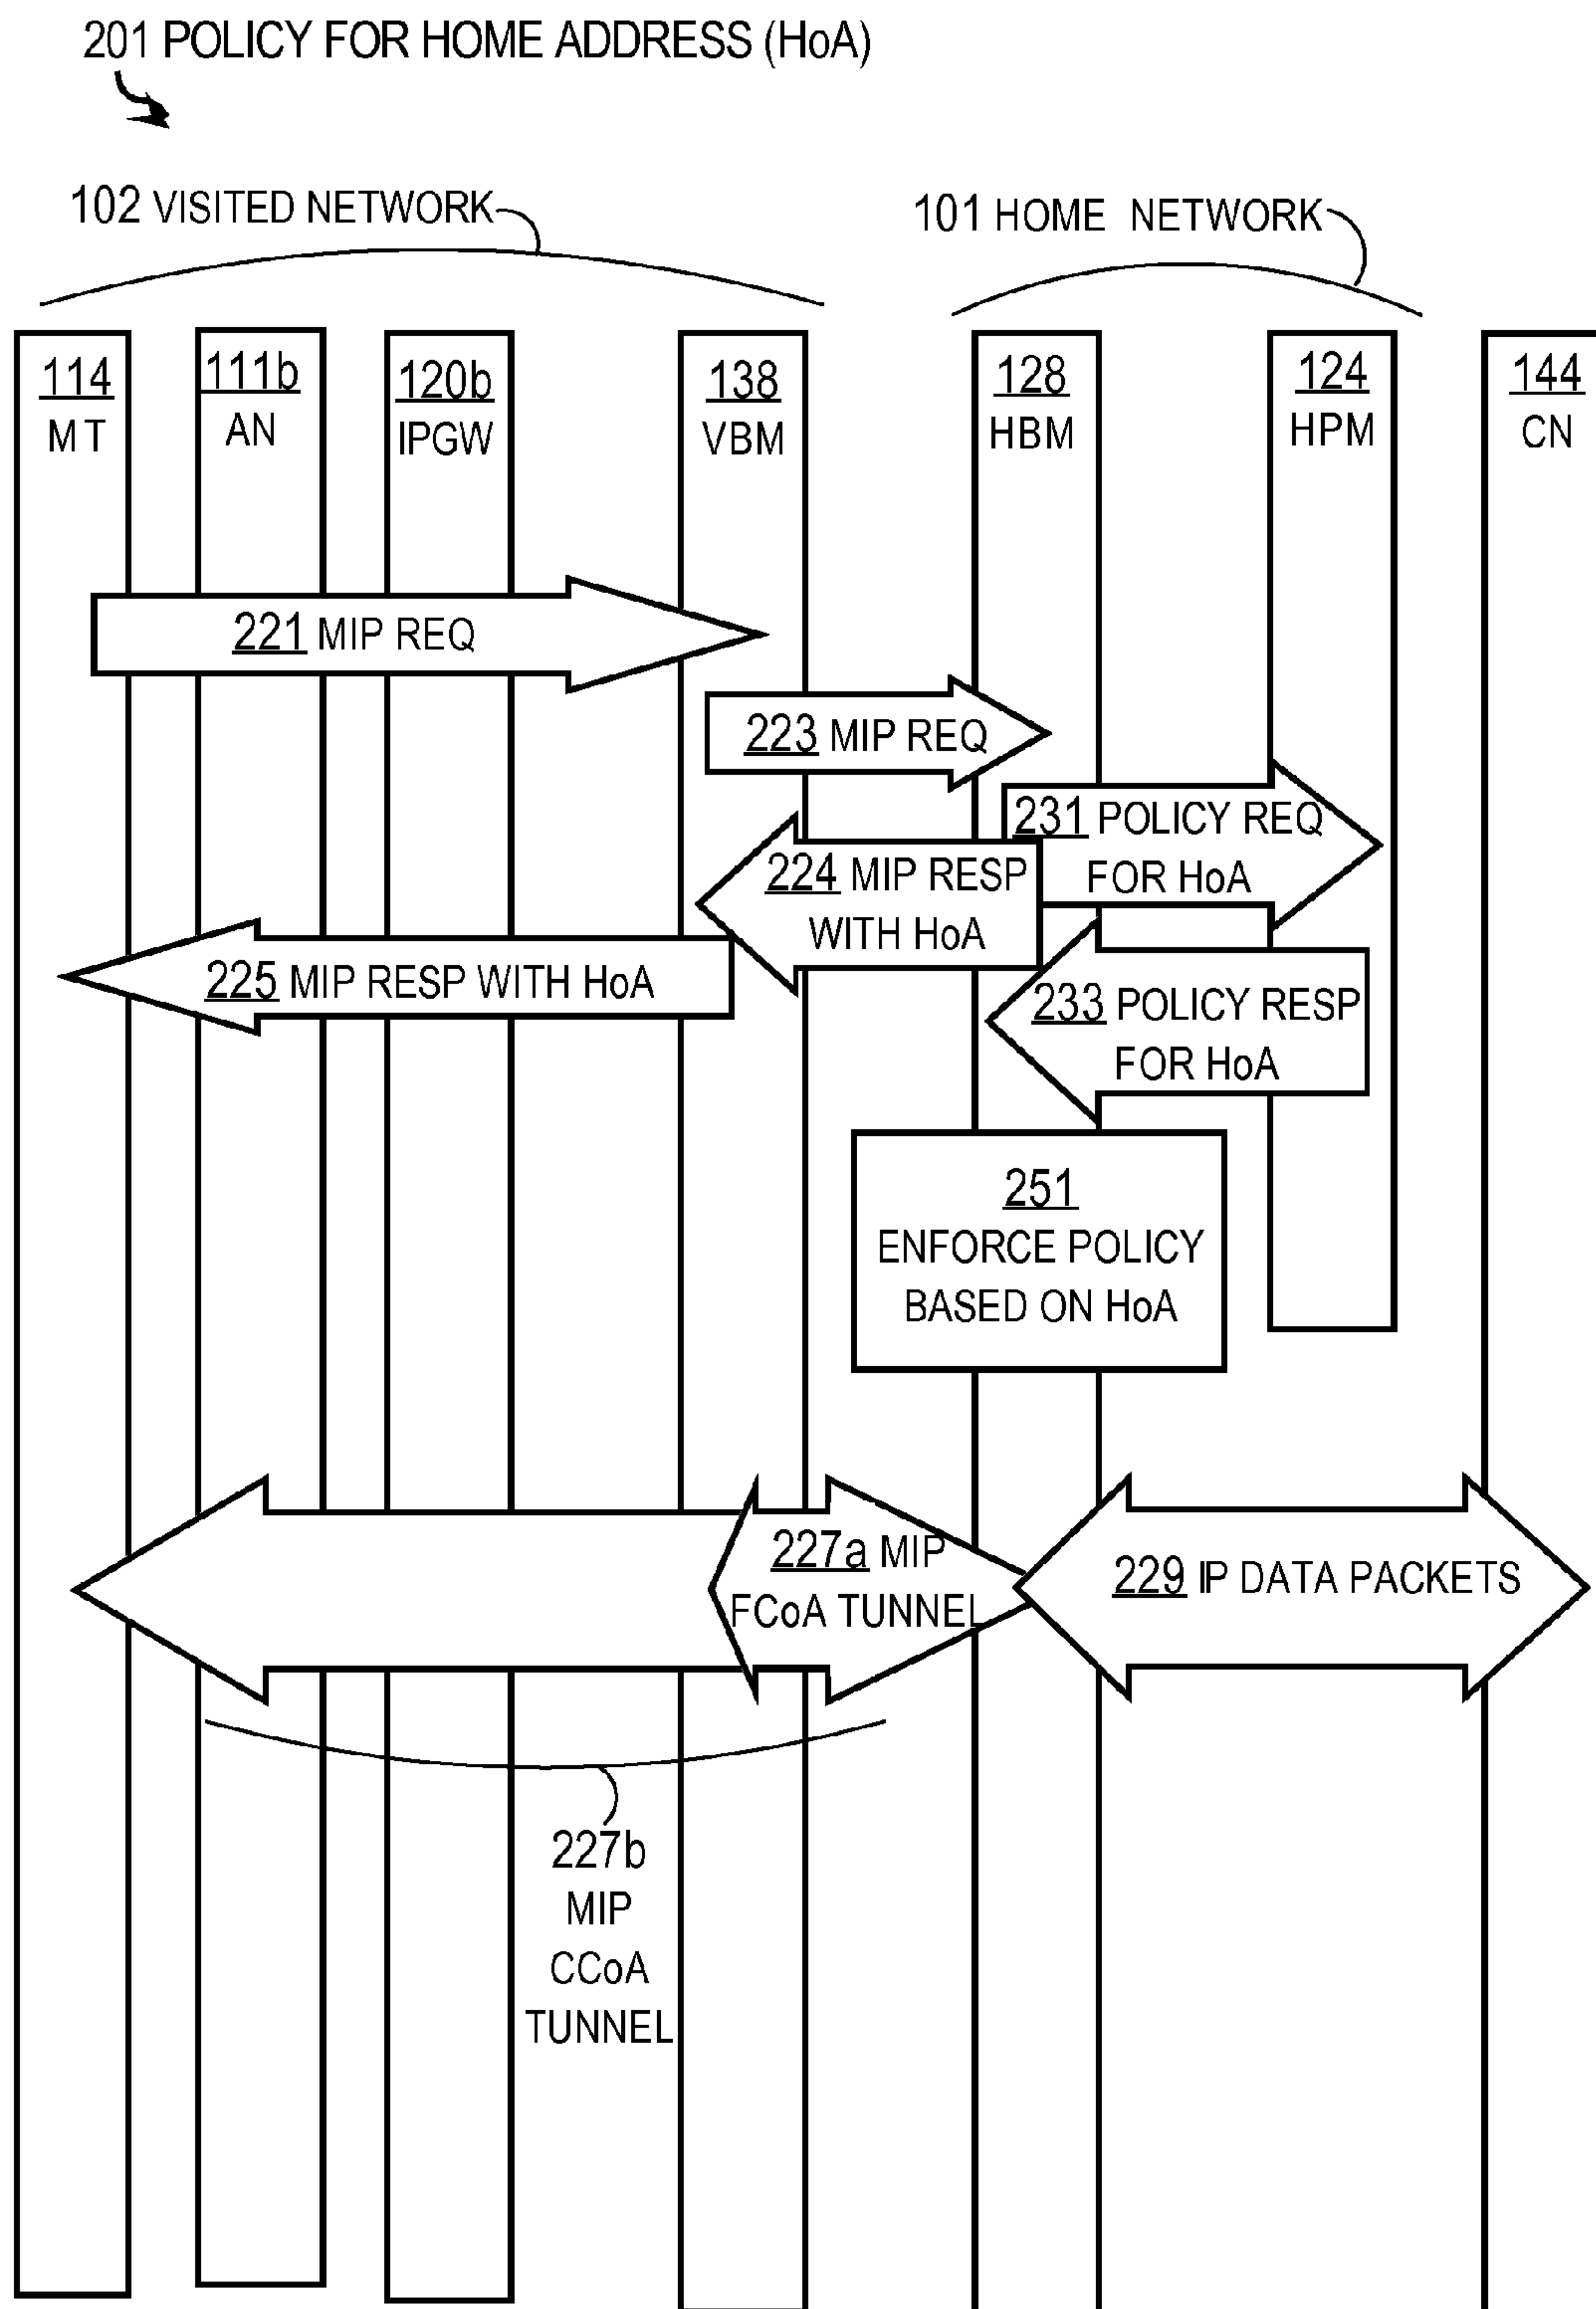 201 POLICY FOR HOME ADDRESS (HoA)
102 VISITED NETWORK
101 HOME NETWORK
114
MT
111b
AN
120b
IPGW
138
VBM
128
HBM
124
HPM
144
CN
221 MIP REQ
223 MIP REQ
231 POLICY REQ
FOR HoA
224 MIP RESP
WITH HoA
225 MIP RESP WITH HoA
233 POLICY RESP
FOR HoA
251
ENFORCE POLICY
BASED ON HoA
227a MIP
FCoA TUNNEL
229 IP DATA PACKETS
227b
MIP
CCoA
TUNNEL